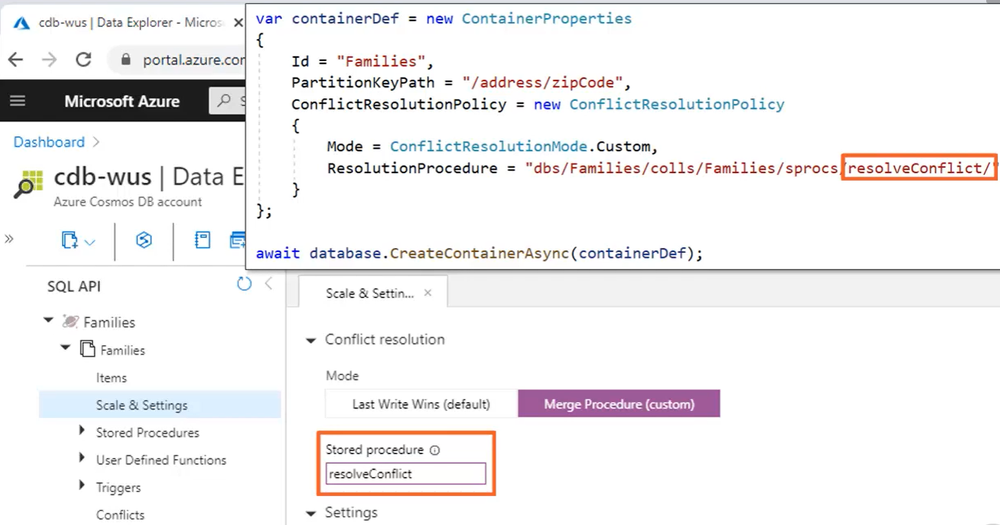 cdb-wus | Data Explorer - Micros
portal.azure.com
Microsoft Azure
S
Dashboard >
cdb-wus | Data E
Azure Cosmos DB account
var containerDef = new ContainerProperties
{
Id = "Families",
PartitionKeyPath = "/address/zipCode",
ConflictResolutionPolicy = new ConflictResolutionPolicy
{
Mode = ConflictResolutionMode.Custom,
ResolutionProcedure = "dbs/Families/colls/Families/sprocs/resolveConflict/"
}
};
await database.CreateContainerAsync(containerDef);
SQL API
Families
Families
Items
Scale & Settings
Stored Procedures
User Defined Functions
Triggers
Conflicts
Scale & Settin...
Conflict resolution
Mode
Last Write Wins (default)
Merge Procedure (custom)
Stored procedure
resolveConflict
Settings